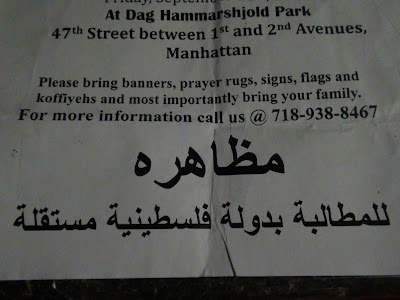 Friday, September
At Dag Hammarshjold Park
47th Street between 1st and 2nd Avenues,
Manhattan
Please bring banners, prayer rugs, signs, flags and
koffiyehs and most importantly bring your family.
For more information call us @ 718-938-8467
مظاهره
للمطالبة بدولة فلسطينية مستقلة